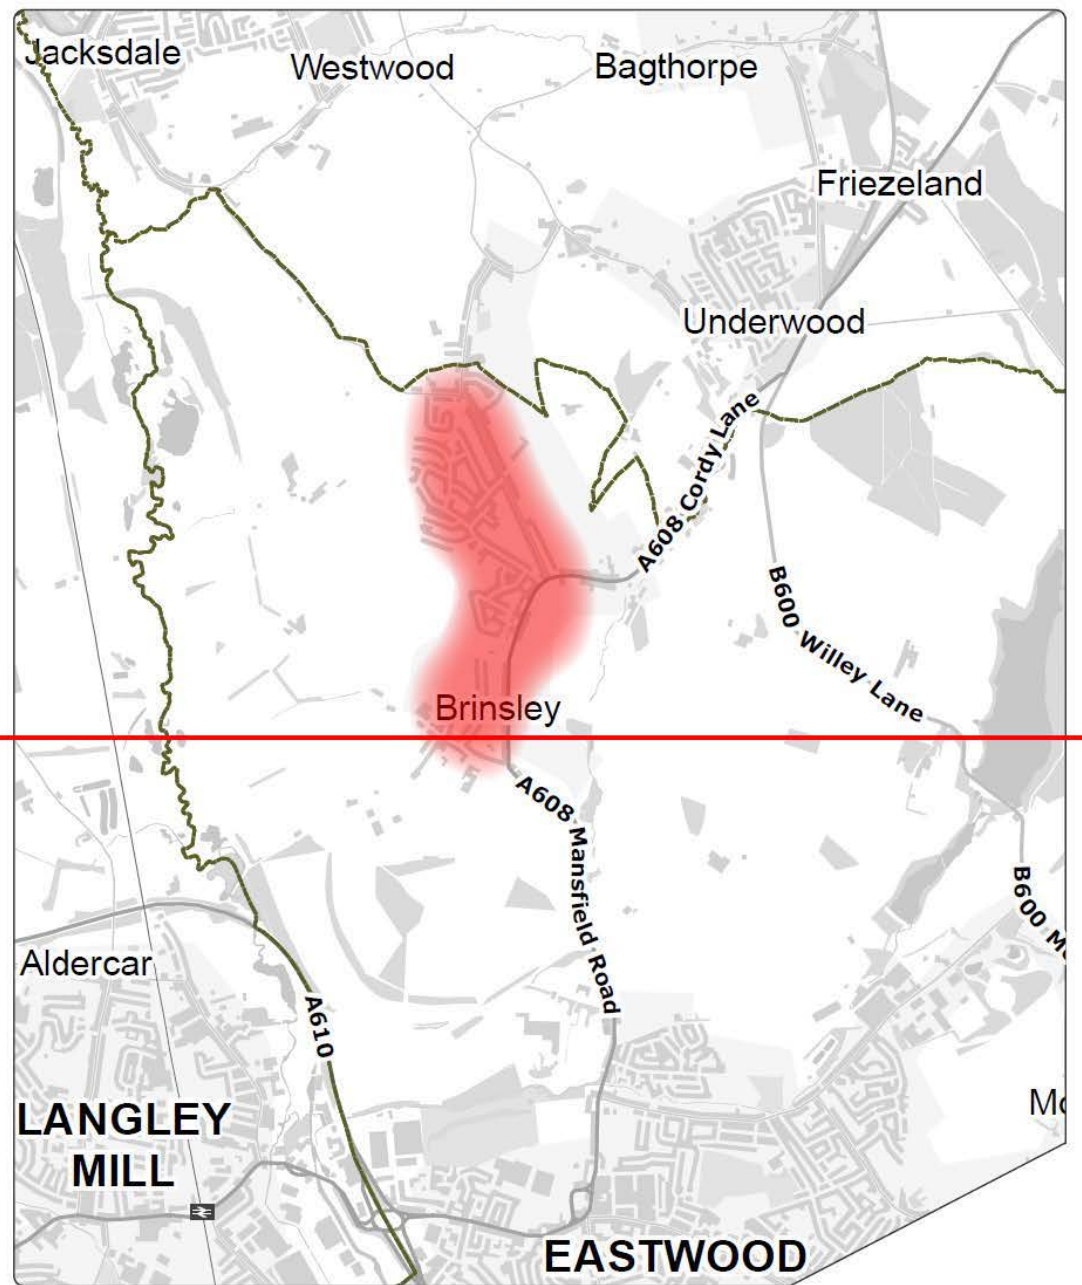 Jacksdale
Westwood
Bagthorpe
Friezeland
Underwood
A608 Cordy Lane
B600 Willey Lane
Brinsley
A608 Mansfield Road
B600
Aldercar
A610
LANGLEY
MILL
EASTWOOD